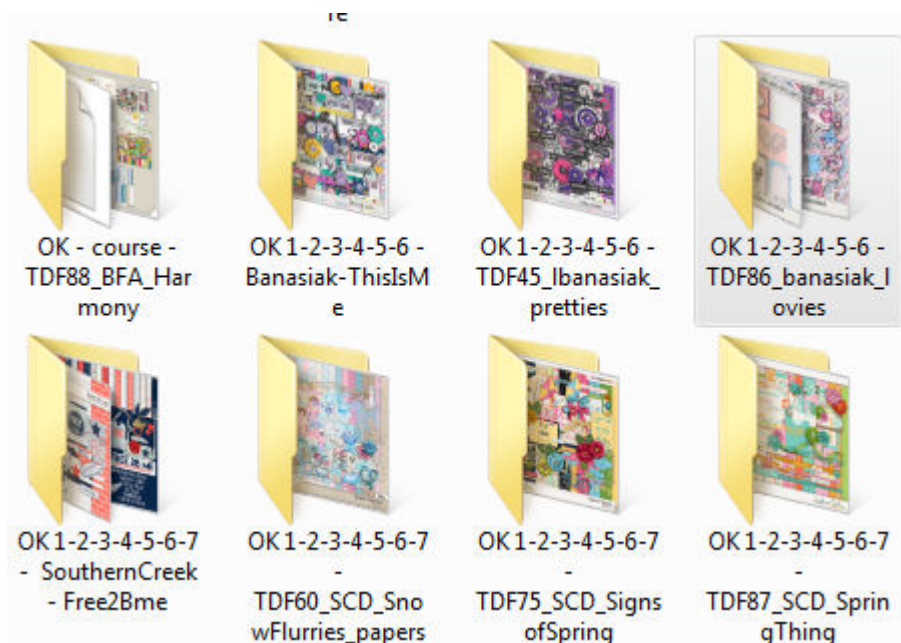 re
OK - course -
TDF88_BFA_Har
mony
OK 1-2-3-4-5-6 -
Banasiak-ThisIsM
e
OK 1-2-3-4-5-6 -
TDF45_lbanasiak_
pretties
OK 1-2-3-4-5-6 -
TDF86_banasiak_l
ovies
OK 1-2-3-4-5-6-7
- SouthernCreek
- Free2Bme
OK 1-2-3-4-5-6-7
-
TDF60_SCD_Sno
wFlurries_papers
OK 1-2-3-4-5-6-7
-
TDF75_SCD_Signs
ofSpring
OK 1-2-3-4-5-6-7
-
TDF87_SCD_Sprin
gThing